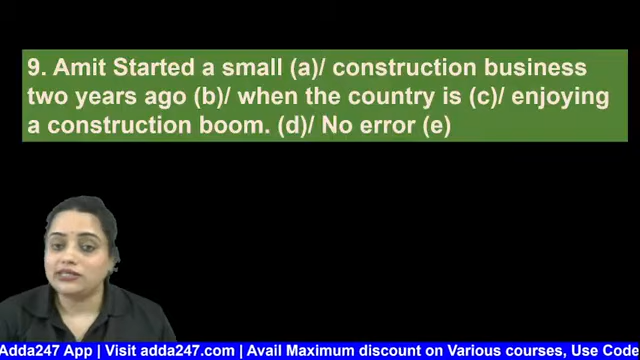 9. Amit Started a small (a)/ construction business
two years ago (b)/ when the country is (c)/ enjoying
a construction boom. (d)/ No error (e)
Adda247 App | Visit adda247.com | Avail Maximum discount on Various courses, Use Code